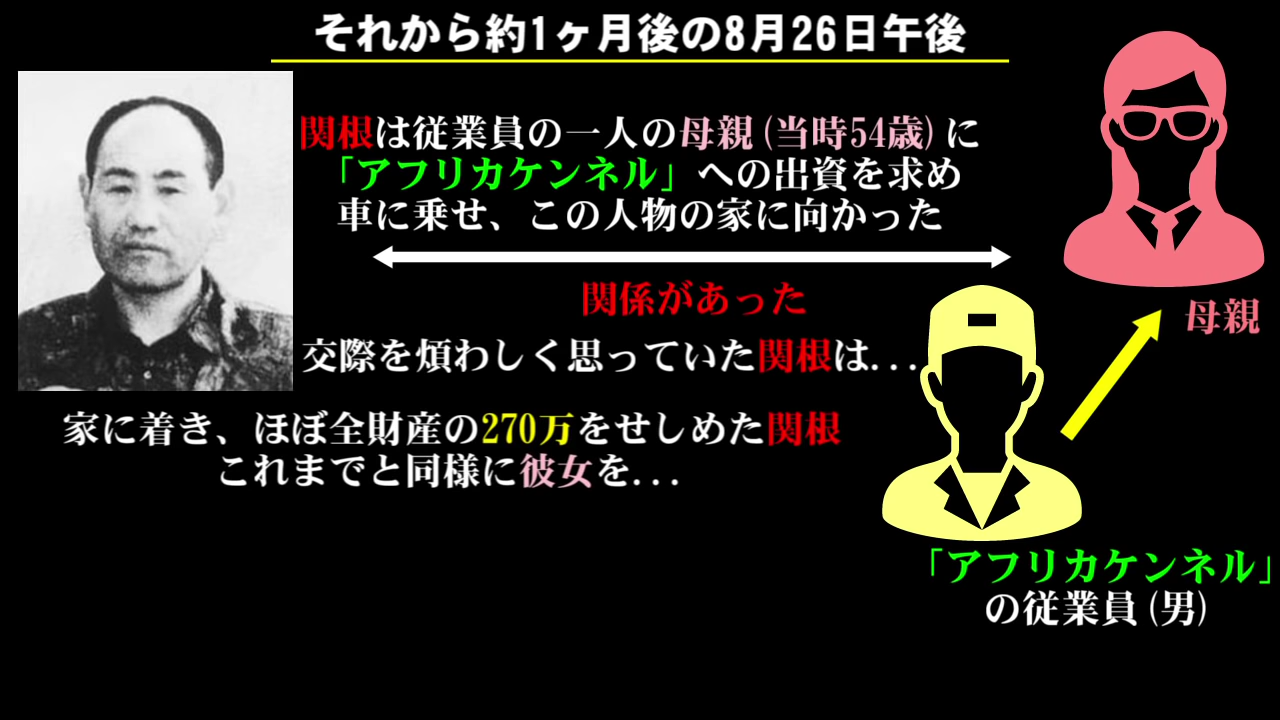 それから約1ヶ月後の8月26日午後
関根は従業員の一人の母親(当時54歳)に
「アフリカケンネル」への出資を求め
車に乗せ、この人物の家に向かった
関係があった
母親
交際を煩わしく思っていた関根は...
家に着き、ほぼ全財産の270万をせしめた関根
これまでと同様に彼女を...
「アフリカケンネル」
の従業員(男)